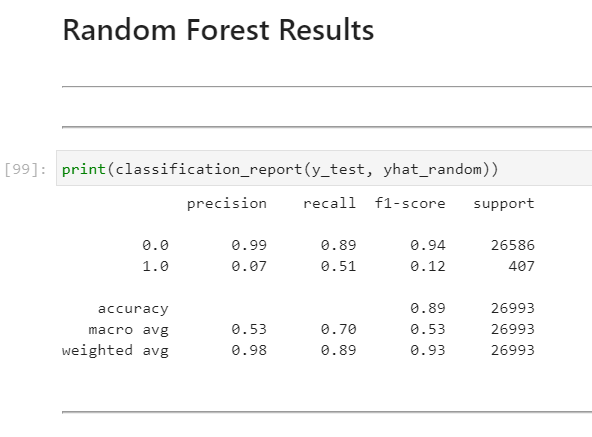 Random Forest Results
[99]: print(classification_report(y_test, yhat_random))
precision recall f1-score support
0.0 0.99 0.89 0.94 26586
1.0 0.07 0.51 0.12 407
accuracy 0.89 26993
macro avg 0.53 0.70 0.53 26993
weighted avg 0.98 0.89 0.93 26993